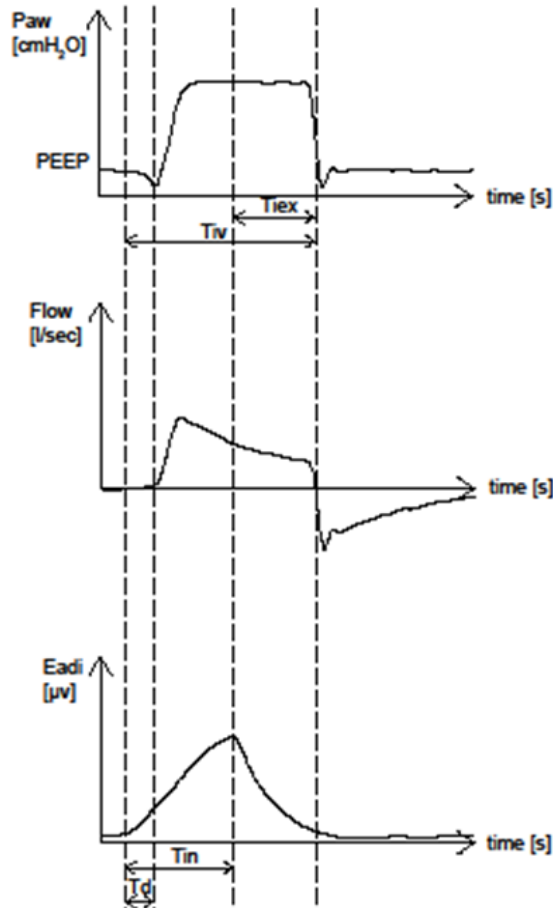 Paw
[cmH₂O]
PEEP
time [s]
Tiex
Tiv
Flow
[l/sec]
time [s]
Eadi
[µv]
time [s]
Tin
Td